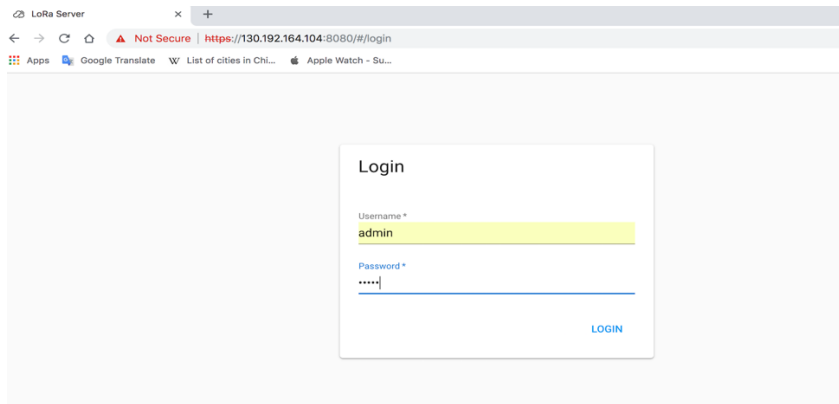 LoRa Server
Not Secure | https://130.192.164.104:8080/#/login
Apps Google Translate W List of cities in Chi... Apple Watch - Su...
Login
Username *
admin
Password *
•••••
LOGIN